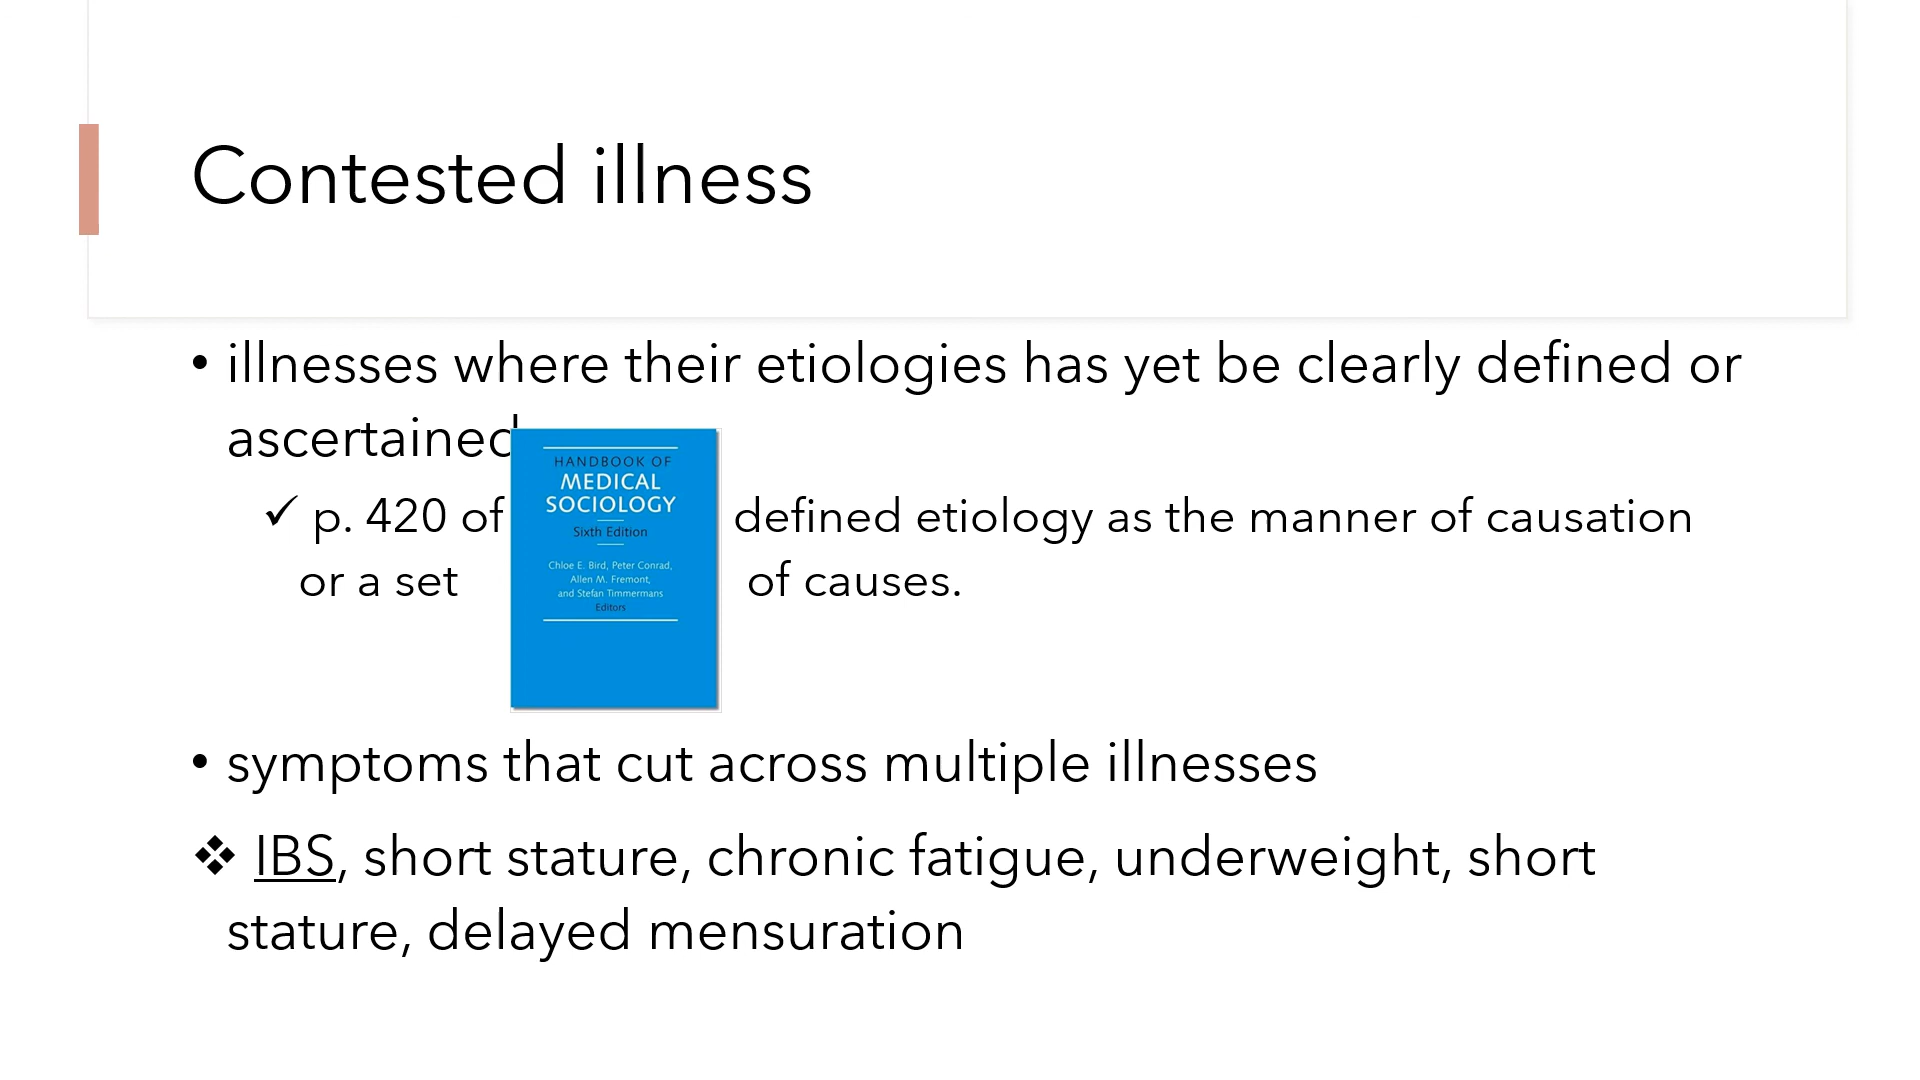 Contested illness
• illnesses where their etiologies has yet be clearly defined or
ascertained
✓ p. 420 of defined etiology as the manner of causation
or a set of causes.
HANDBOOK OF
MEDICAL
SOCIOLOGY
Sixth Edition
Chloe E. Bird, Peter Conrad,
Allen M. Fremont,
and Stefan Timmermans
Editors
• symptoms that cut across multiple illnesses
❖ IBS, short stature, chronic fatigue, underweight, short
stature, delayed mensuration